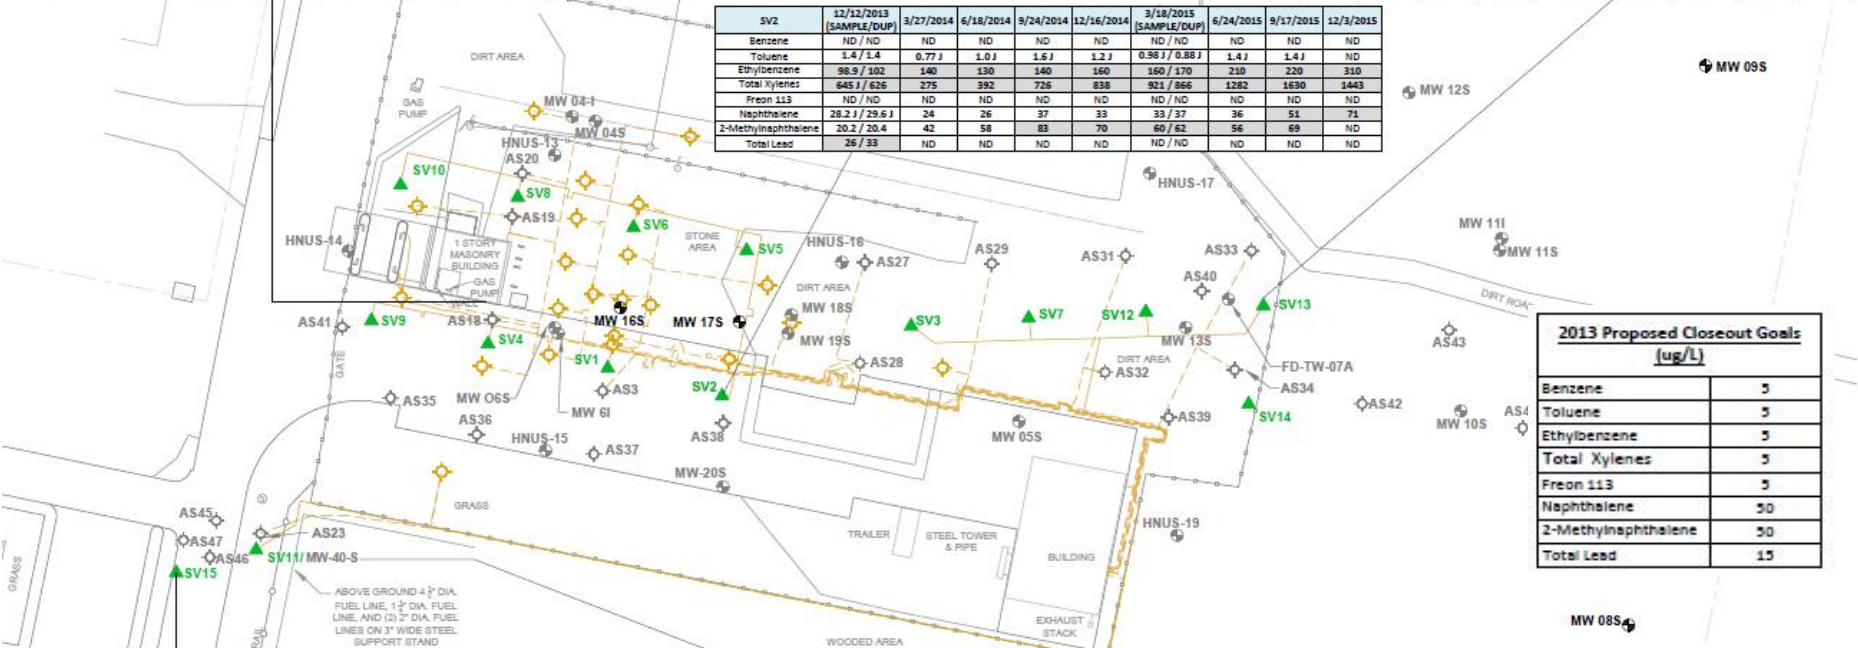 SV2 12/12/2013 (SAMPLE/DUP) 3/27/2014 6/18/2014 9/24/2014 12/16/2014 3/18/2015 (SAMPLE/DUP) 6/24/2015 9/17/2015 12/3/2015
Benzene ND / ND ND ND ND ND ND / ND ND ND ND
Toluene 1.4 / 1.4 0.77 J 1.0 J 1.6 J 1.2 J 0.98 J / 0.88 J 1.4 J 1.4 J ND
Ethylbenzene 98.9 / 102 140 130 140 160 160 / 170 210 220 310
Total Xylenes 645 J / 626 275 392 726 838 921 / 866 1282 1630 1443
Freon 113 ND / ND ND ND ND ND ND / ND ND ND ND
Naphthalene 28.2 J / 29.6 J 24 26 37 33 33 / 37 36 51 71
2-Methylnaphthalene 20.2 / 20.4 42 58 83 70 60 / 62 56 69 ND
Total Lead 26 / 33 ND ND ND ND ND / ND ND ND ND
DIRT AREA
GAS
PUMP
MW 04-I
MW 04S
HNUS-13
AS20
SV10
SV8
AS19
SV6
HNUS-14
1 STORY
MASONRY
BUILDING
GAS
PUMP
WALL
STONE
AREA
SV5
HNUS-16
AS27
DIRT AREA
AS29
AS31
AS33
AS40
HNUS-17
MW 12S
MW 09S
MW 11I
MW 11S
DIRT ROA
AS41
SV9
AS18
SV4
MW 16S
MW 17S
MW 18S
MW 19S
SV3
SV7
SV12
SV13
MW 13S
GATE
SV1
AS3
SV2
AS28
DIRT AREA
AS32
FD-TW-07A
AS34
SV14
AS43
AS42
MW 10S
AS4
AS35
MW O6S
MW 6I
AS36
HNUS-15
AS37
AS38
MW-20S
MW 05S
AS39
2013 Proposed Closeout Goals
(ug/L)
Benzene 5
Toluene 5
Ethylbenzene 5
Total Xylenes 5
Freon 113 5
Naphthalene 50
2-Methylnaphthalene 50
Total Lead 15
GRASS
AS45
AS47
AS46
AS23
SV11/ MW-40-S
SV15
GRASS
TRAILER
STEEL TOWER
& PIPE
BUILDING
HNUS-19
ABOVE GROUND 4 ½" DIA.
FUEL LINE, 1 ½" DIA. FUEL
LINE, AND (2) 2" DIA. FUEL
LINES ON 3" WIDE STEEL
SUPPORT STAND
WOODED AREA
EXHAUST
STACK
MW 08S